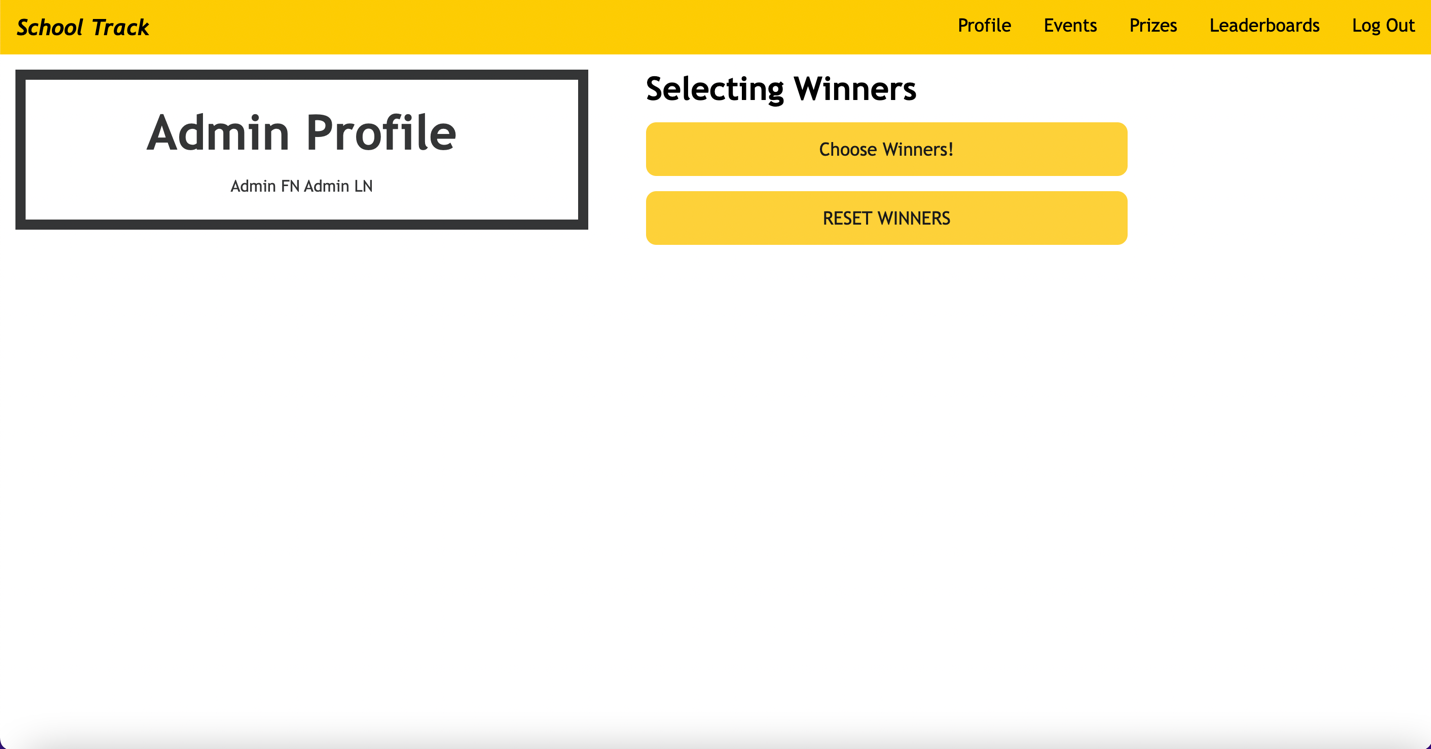 School Track
Profile Events Prizes Leaderboards Log Out
Admin Profile
Admin FN Admin LN
Selecting Winners
Choose Winners!
RESET WINNERS